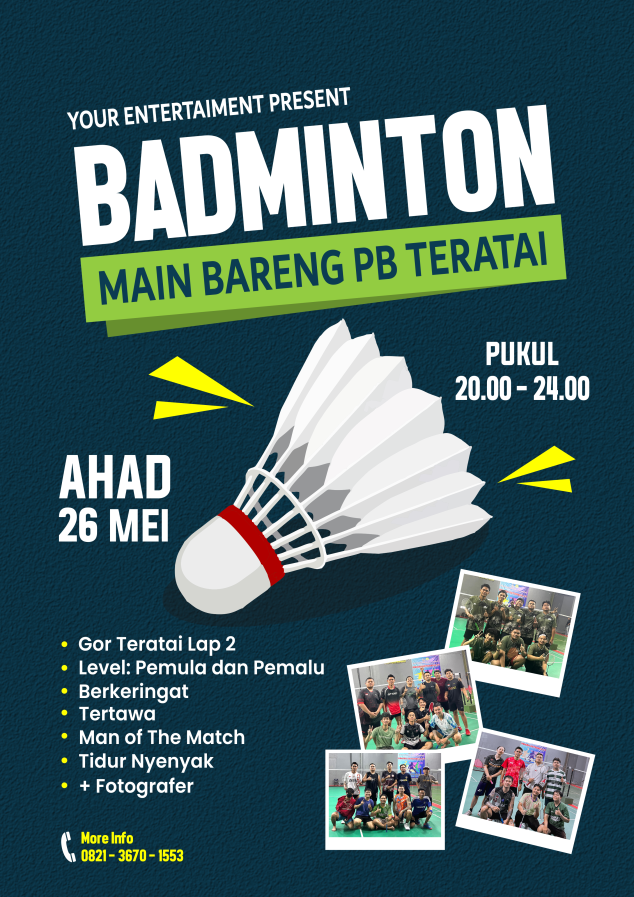 YOUR ENTERTAIMENT PRESENT
BADMINTON
MAIN BARENG PB TERATAI
PUKUL
20.00 - 24.00
AHAD
26 MEI
• Gor Teratai Lap 2
• Level: Pemula dan Pemalu
• Berkeringat
• Tertawa
• Man of The Match
• Tidur Nyenyak
• + Fotografer
More Info
0821 - 3670 - 1553